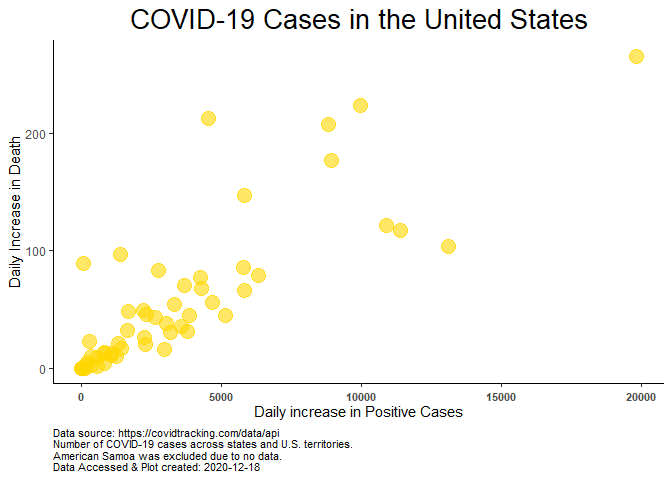 COVID-19 Cases in the United States
Daily Increase in Death
200
100
0
0 5000 10000 15000 20000
Daily increase in Positive Cases
Data source: https://covidtracking.com/data/api
Number of COVID-19 cases across states and U.S. territories.
American Samoa was excluded due to no data.
Data Accessed & Plot created: 2020-12-18